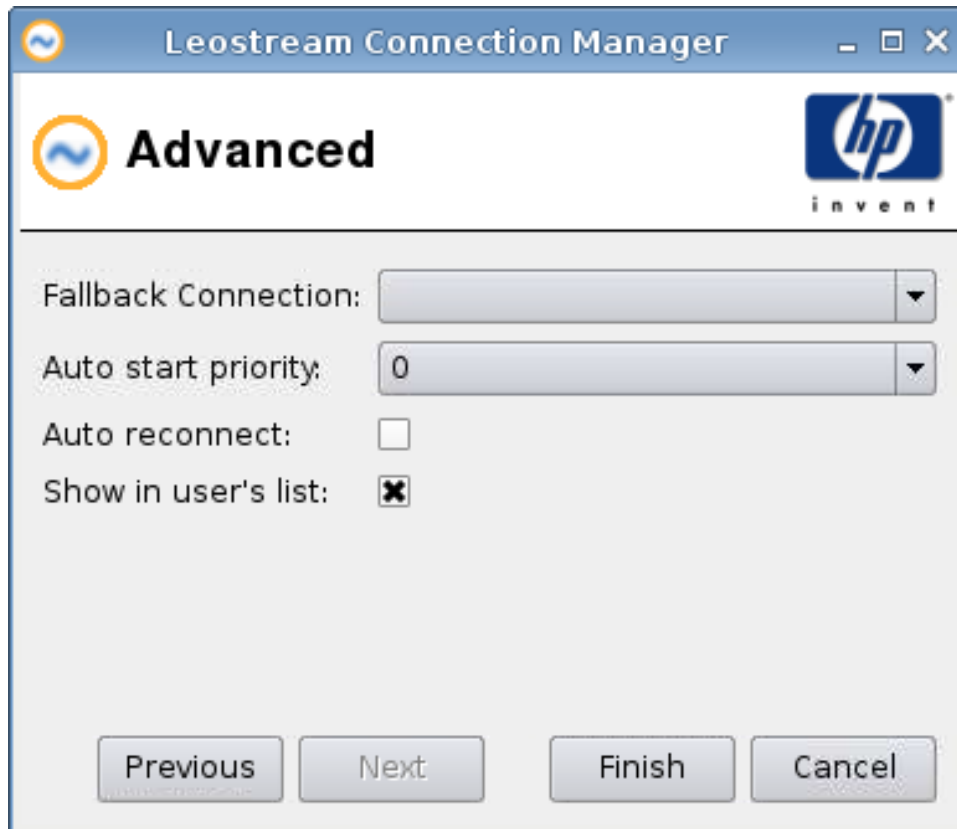 Leostream Connection Manager
Advanced
hp
invent
Fallback Connection:
Auto start priority: 0
Auto reconnect:
Show in user's list:
Previous Next Finish Cancel